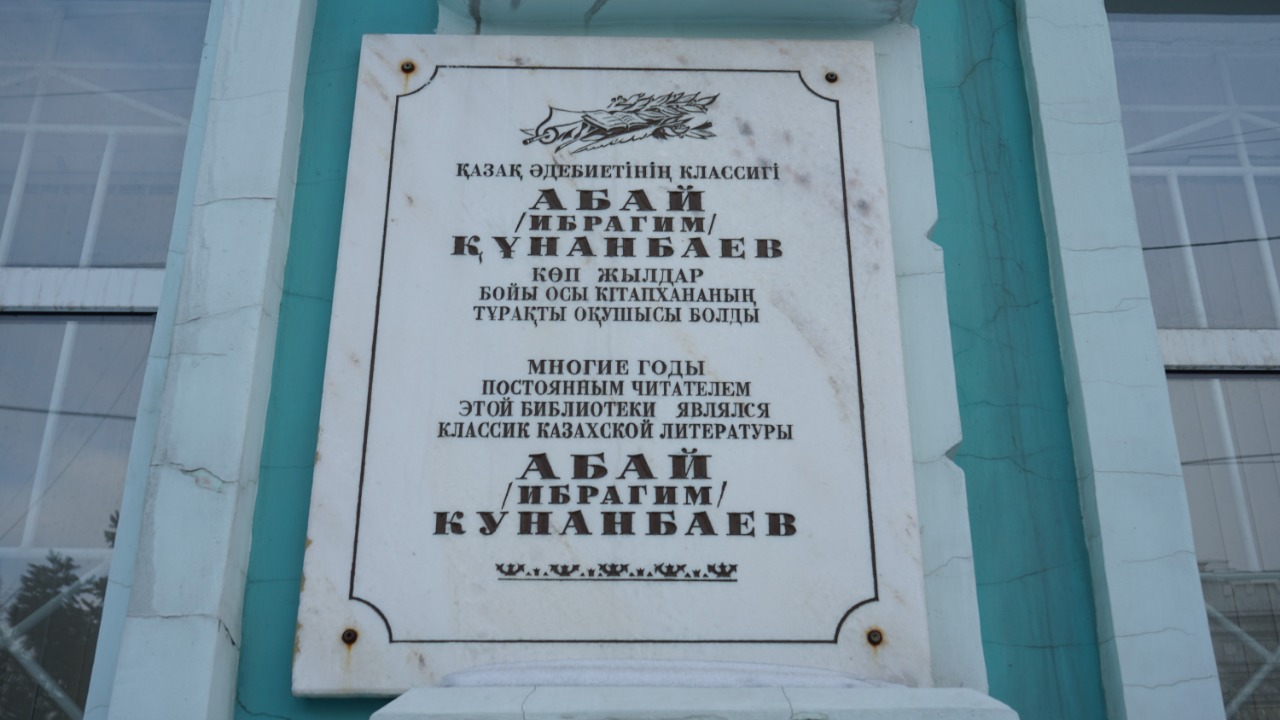 ҚАЗАҚ ӘДЕБИЕТІНІҢ КЛАССИГІ
АБАЙ
/ИБРАГИМ/
ҚҰНАНБАЕВ
КӨП ЖЫЛДАР
БОЙЫ ОСЫ КІТАПХАНАНЫҢ
ТҰРАҚТЫ ОҚУШЫСЫ БОЛДЫ
МНОГИЕ ГОДЫ
ПОСТОЯННЫМ ЧИТАТЕЛЕМ
ЭТОЙ БИБЛИОТЕКИ ЯВЛЯЛСЯ
КЛАССИК КАЗАХСКОЙ ЛИТЕРАТУРЫ
АБАЙ
/ИБРАГИМ/
КУНАНБАЕВ